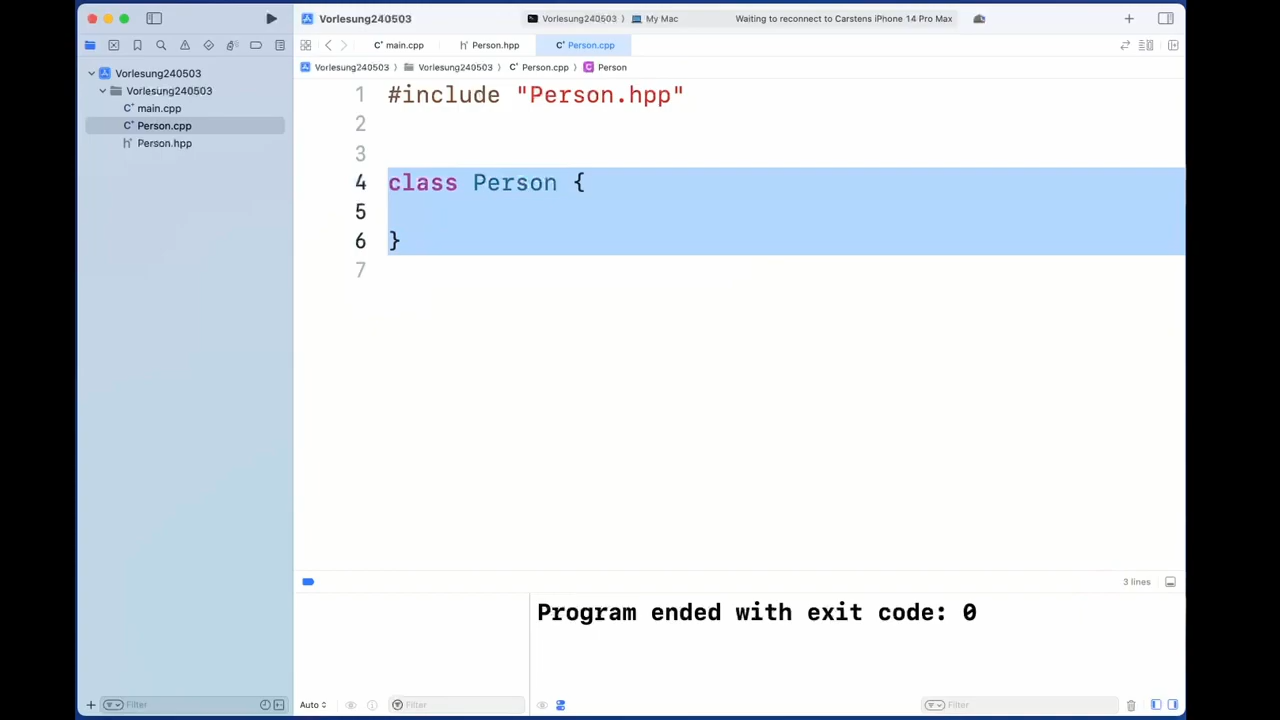 Vorlesung240503
Vorlesung240503 〉 My Mac
Waiting to reconnect to Carstens iPhone 14 Pro Max
main.cpp
Person.hpp
Person.cpp
Vorlesung240503 〉 Vorlesung240503 〉 Person.cpp 〉 Person
Vorlesung240503
Vorlesung240503
main.cpp
Person.cpp
Person.hpp
1 #include "Person.hpp"
2
3
4 class Person {
5
6 }
7
3 lines
Program ended with exit code: 0
Filter
Auto
Filter
Filter